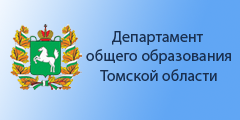 Департамент
общего образования
Томской области